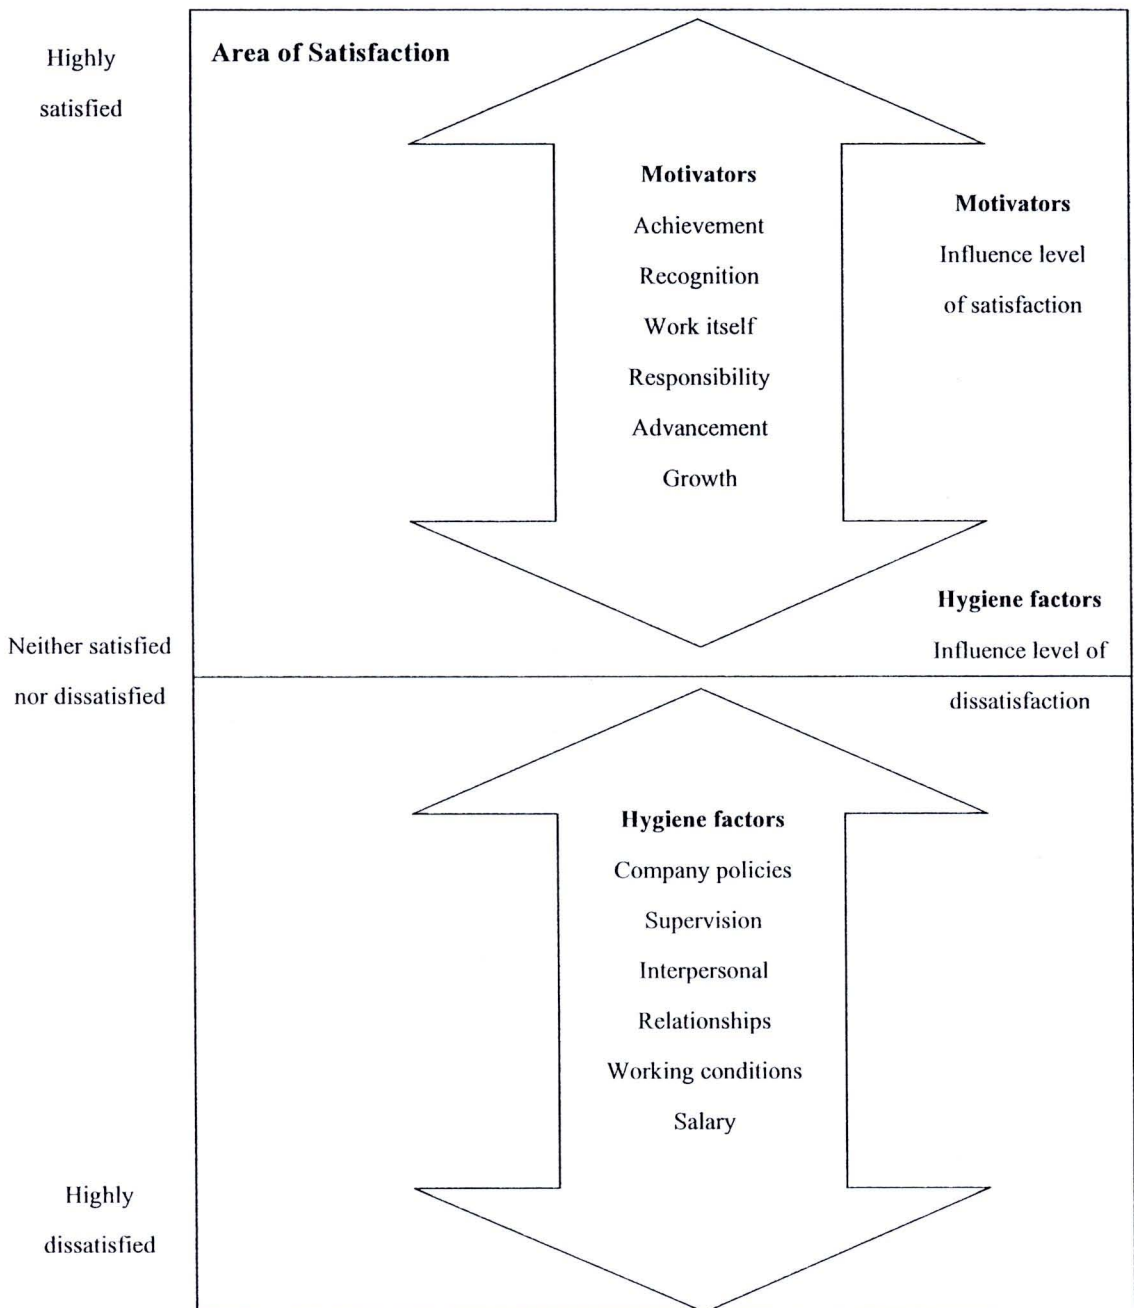 Highly
satisfied
Area of Satisfaction
Motivators
Achievement
Recognition
Work itself
Responsibility
Advancement
Growth
Motivators
Influence level
of satisfaction
Neither satisfied
nor dissatisfied
Hygiene factors
Influence level of
dissatisfaction
Hygiene factors
Company policies
Supervision
Interpersonal
Relationships
Working conditions
Salary
Highly
dissatisfied